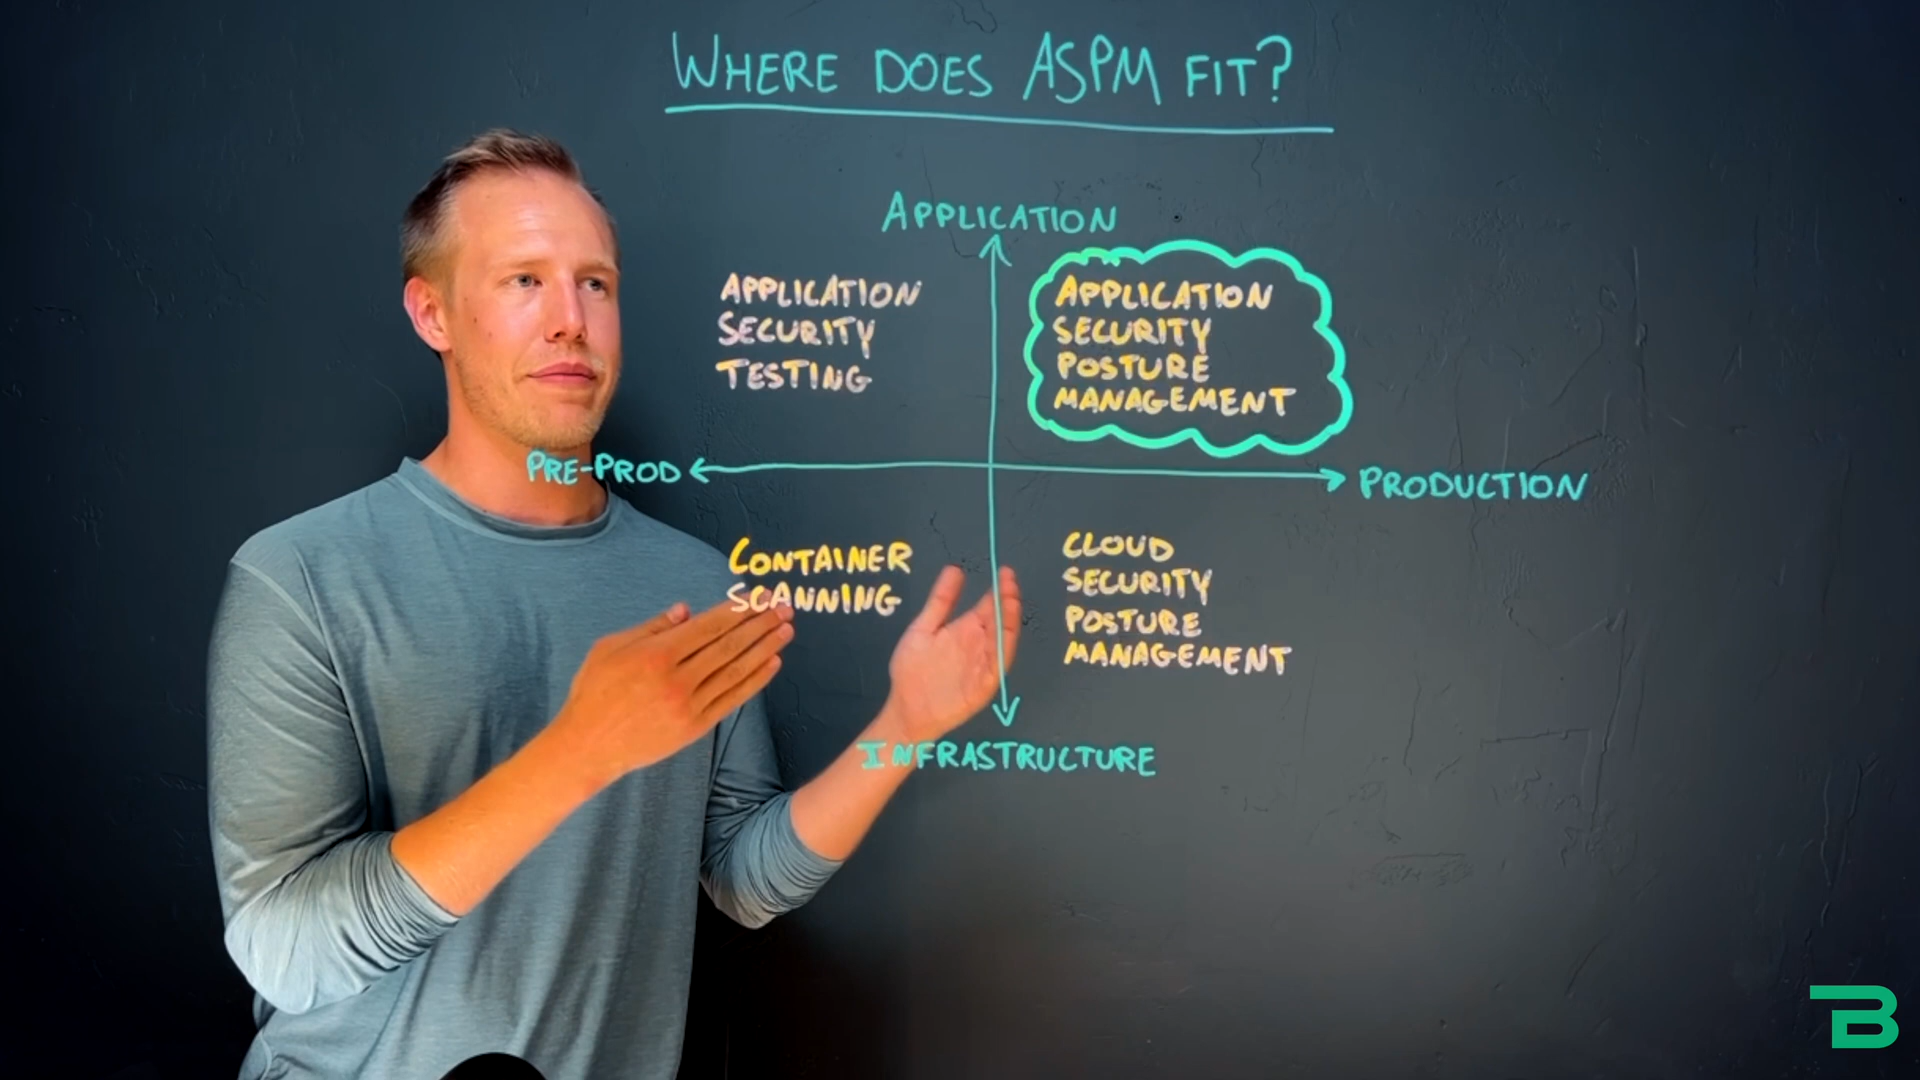 WHERE DOES ASPM FIT?
APPLICATION
APPLICATION
SECURITY
TESTING
APPLICATION
SECURITY
POSTURE
MANAGEMENT
PRE-PROD
PRODUCTION
CONTAINER
SCANNING
CLOUD
SECURITY
POSTURE
MANAGEMENT
INFRASTRUCTURE
B